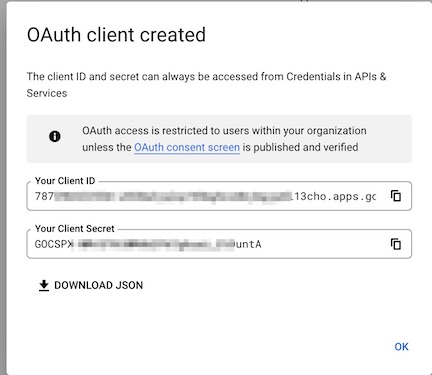 OAuth client created
The client ID and secret can always be accessed from Credentials in APIs &
Services
OAuth access is restricted to users within your organization
unless the OAuth consent screen is published and verified
Your Client ID
787 13cho.apps.gc
Your Client Secret
GOCSPX untA
DOWNLOAD JSON
OK